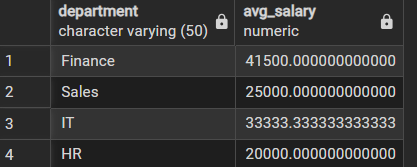 department avg_salary
character varying (50) numeric
1 Finance 41500.000000000000
2 Sales 25000.000000000000
3 IT 33333.333333333333
4 HR 20000.000000000000